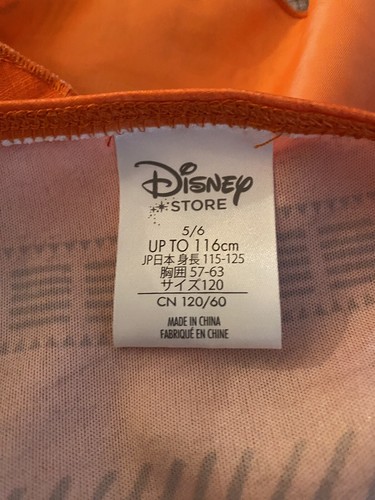 Disney
STORE
5/6
UP TO 116cm
JP日本 身長 115-125
胸囲 57-63
サイズ120
CN 120/60
MADE IN CHINA
FABRIQUÉ EN CHINE